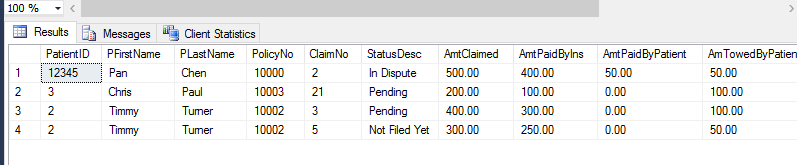 100 %
Results Messages Client Statistics
PatientID PFirstName PLastName PolicyNo ClaimNo StatusDesc AmtClaimed AmtPaidByIns AmtPaidByPatient AmTowedByPatien
1 12345 Pan Chen 10000 2 In Dispute 500.00 400.00 50.00 50.00
2 3 Chris Paul 10003 21 Pending 200.00 100.00 0.00 100.00
3 2 Timmy Turner 10002 3 Pending 400.00 300.00 0.00 100.00
4 2 Timmy Turner 10002 5 Not Filed Yet 300.00 250.00 0.00 50.00